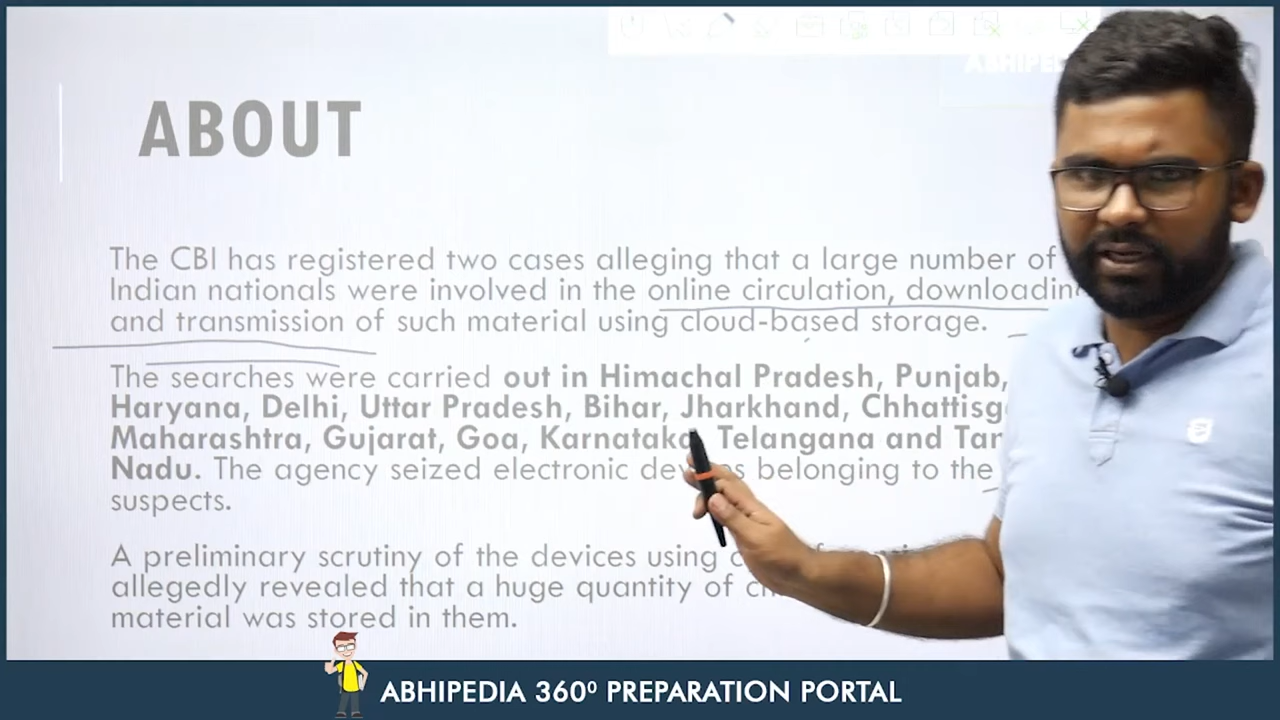 ABHIPE
ABOUT
The CBI has registered two cases alleging that a large number of
Indian nationals were involved in the online circulation, downloadin
and transmission of such material using cloud-based storage.
The searches were carried out in Himachal Pradesh, Punjab,
Haryana, Delhi, Uttar Pradesh, Bihar, Jharkhand, Chhattisg
Maharashtra, Gujarat, Goa, Karnataka, Telangana and Tam
Nadu. The agency seized electronic devices belonging to the
suspects.
A preliminary scrutiny of the devices using
allegedly revealed that a huge quantity of
material was stored in them.
ABHIPEDIA 360⁰ PREPARATION PORTAL